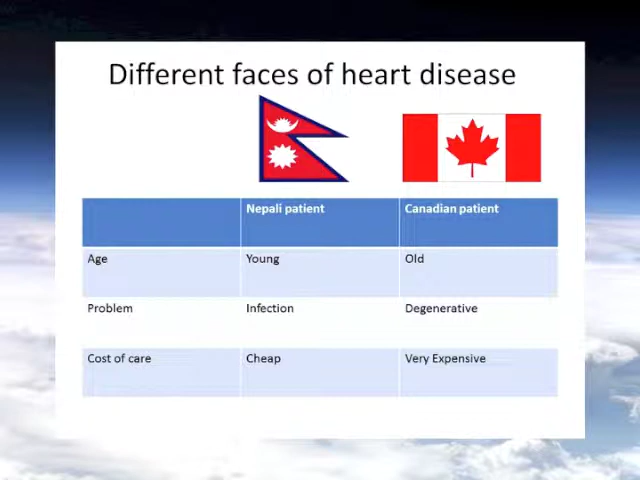 Different faces of heart disease
Nepali patient Canadian patient
Age Young Old
Problem Infection Degenerative
Cost of care Cheap Very Expensive